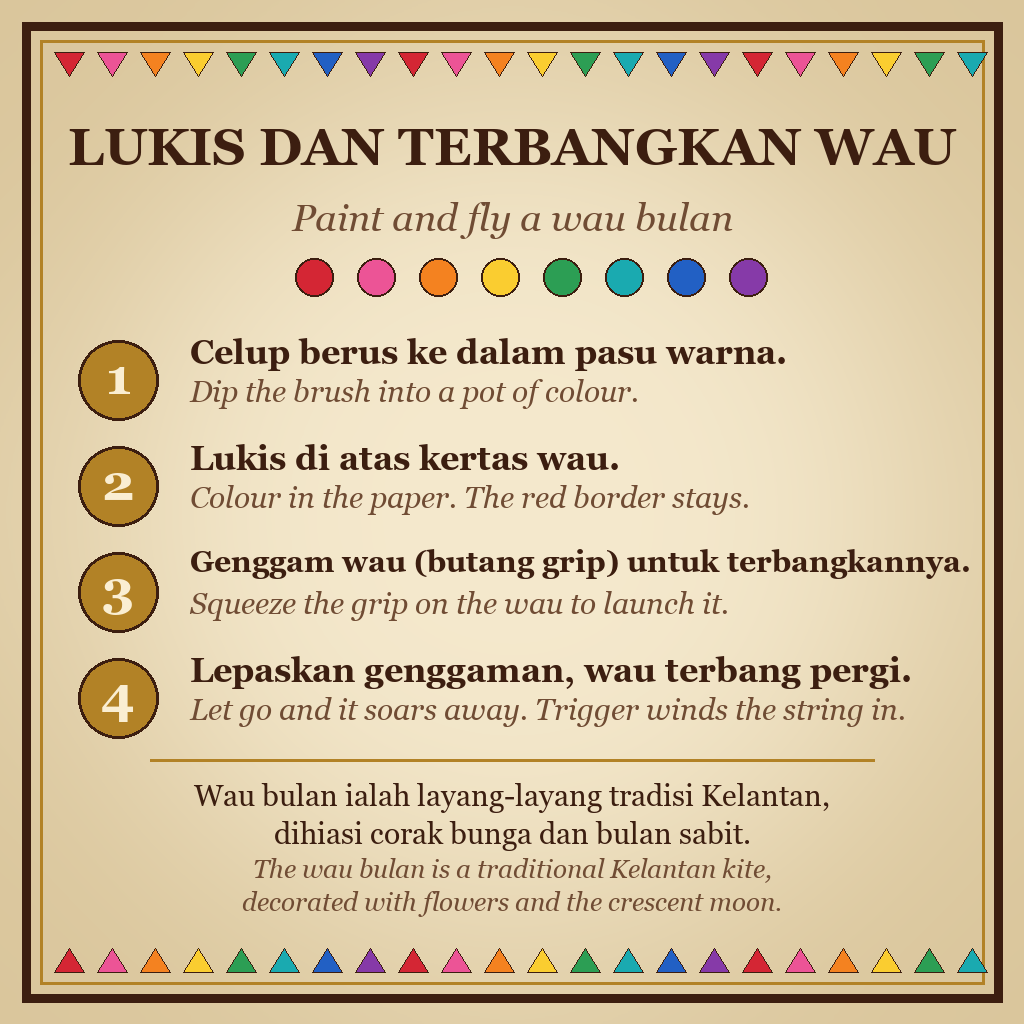 LUKIS DAN TERBANGKAN WAU
Paint and fly a wau bulan
1
Celup berus ke dalam pasu warna.
Dip the brush into a pot of colour.
2
Lukis di atas kertas wau.
Colour in the paper. The red border stays.
3
Genggam wau (butang grip) untuk terbangkannya.
Squeeze the grip on the wau to launch it.
4
Lepaskan genggaman, wau terbang pergi.
Let go and it soars away. Trigger winds the string in.
Wau bulan ialah layang-layang tradisi Kelantan,
dihiasi corak bunga dan bulan sabit.
The wau bulan is a traditional Kelantan kite,
decorated with flowers and the crescent moon.